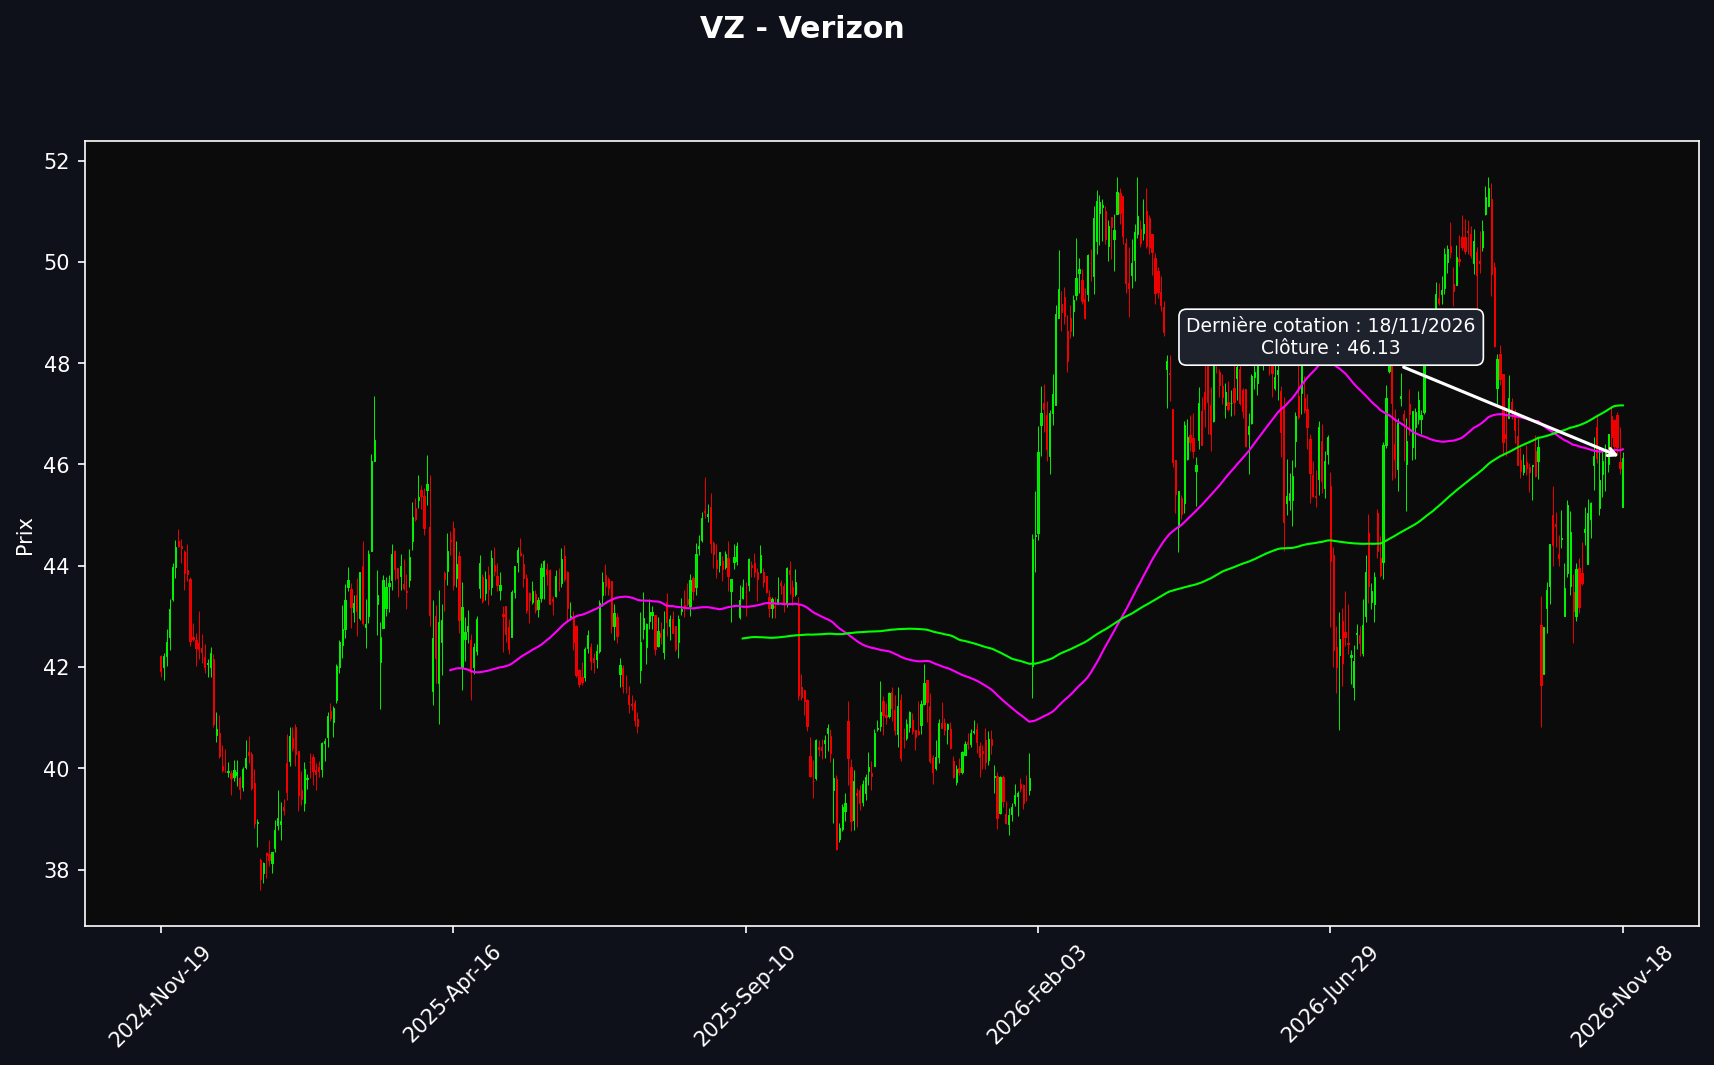 VZ - Verizon
Dernière cotation : 18/11/2026
Clôture : 46.13
Prix
52
50
48
46
44
42
40
38
2024-Nov-19
2025-Apr-16
2025-Sep-10
2026-Feb-03
2026-Jun-29
2026-Nov-18